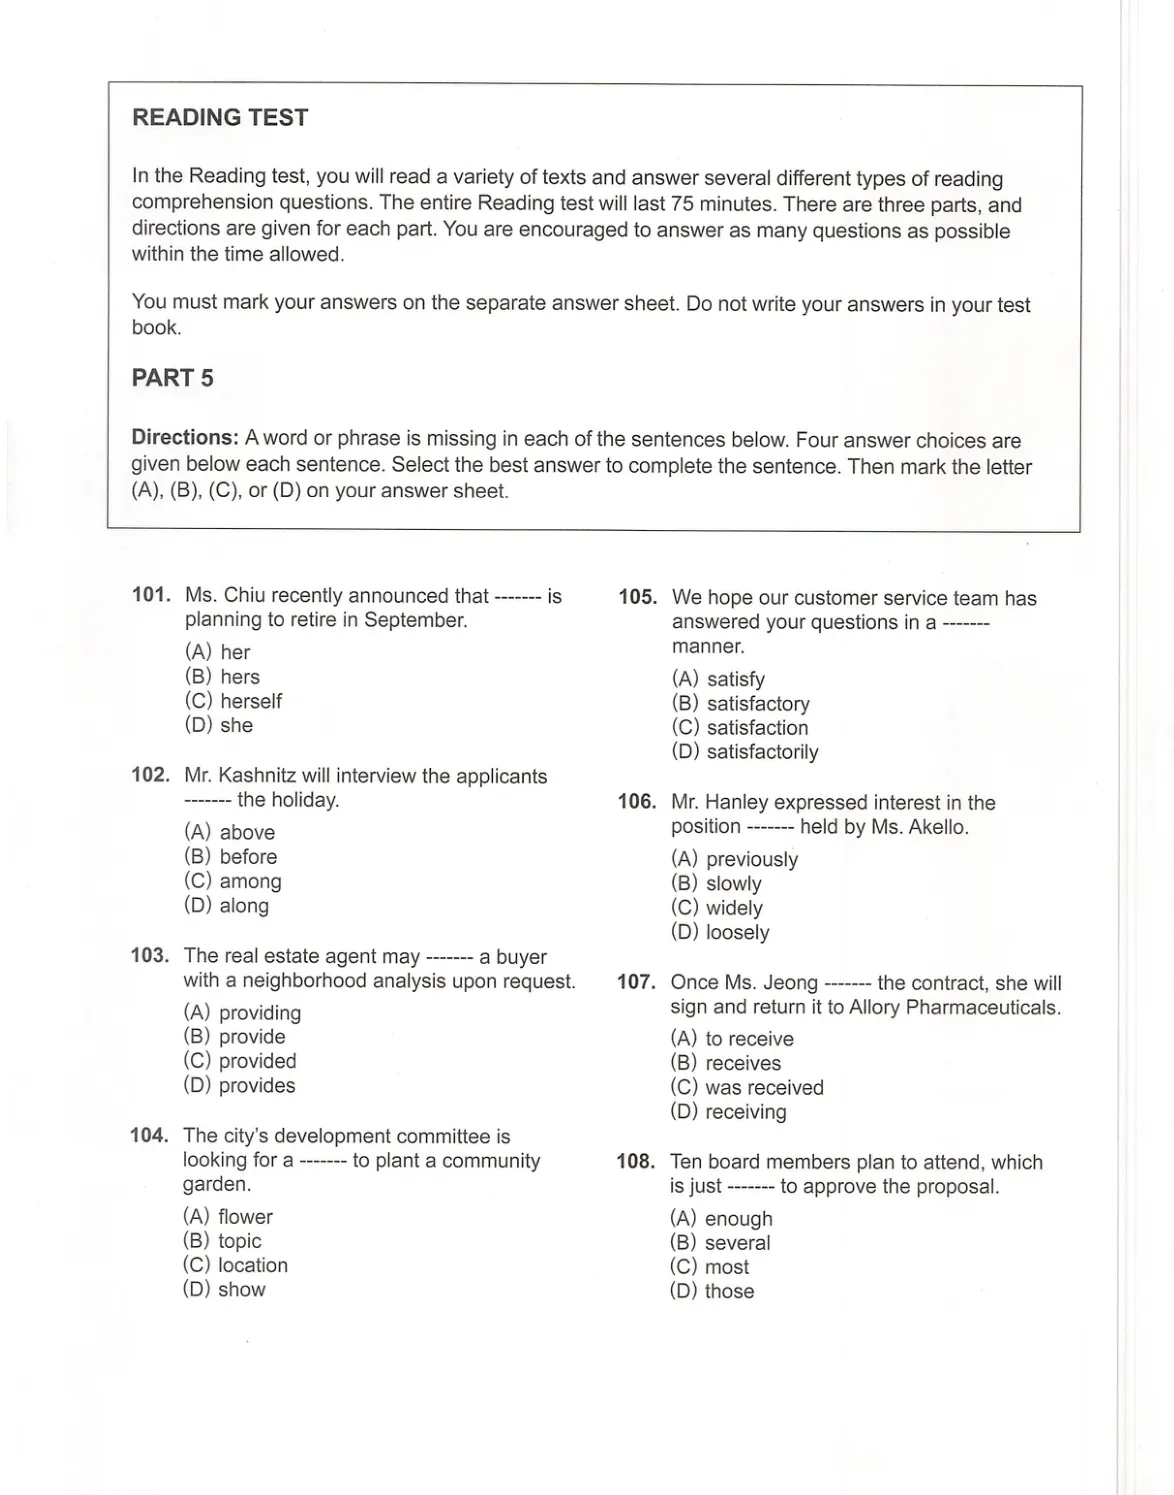 READING TEST
In the Reading test, you will read a variety of texts and answer several different types of reading
comprehension questions. The entire Reading test will last 75 minutes. There are three parts, and
directions are given for each part. You are encouraged to answer as many questions as possible
within the time allowed.
You must mark your answers on the separate answer sheet. Do not write your answers in your test
book.
PART 5
Directions: A word or phrase is missing in each of the sentences below. Four answer choices are
given below each sentence. Select the best answer to complete the sentence. Then mark the letter
(A), (B), (C), or (D) on your answer sheet.
101. Ms. Chiu recently announced that ------- is
planning to retire in September.
(A) her
(B) hers
(C) herself
(D) she
102. Mr. Kashnitz will interview the applicants
------- the holiday.
(A) above
(B) before
(C) among
(D) along
103. The real estate agent may ------- a buyer
with a neighborhood analysis upon request.
(A) providing
(B) provide
(C) provided
(D) provides
104. The city's development committee is
looking for a ------- to plant a community
garden.
(A) flower
(B) topic
(C) location
(D) show
105. We hope our customer service team has
answered your questions in a -------
manner.
(A) satisfy
(B) satisfactory
(C) satisfaction
(D) satisfactorily
106. Mr. Hanley expressed interest in the
position ------- held by Ms. Akello.
(A) previously
(B) slowly
(C) widely
(D) loosely
107. Once Ms. Jeong ------- the contract, she will
sign and return it to Allory Pharmaceuticals.
(A) to receive
(B) receives
(C) was received
(D) receiving
108. Ten board members plan to attend, which
is just ------- to approve the proposal.
(A) enough
(B) several
(C) most
(D) those